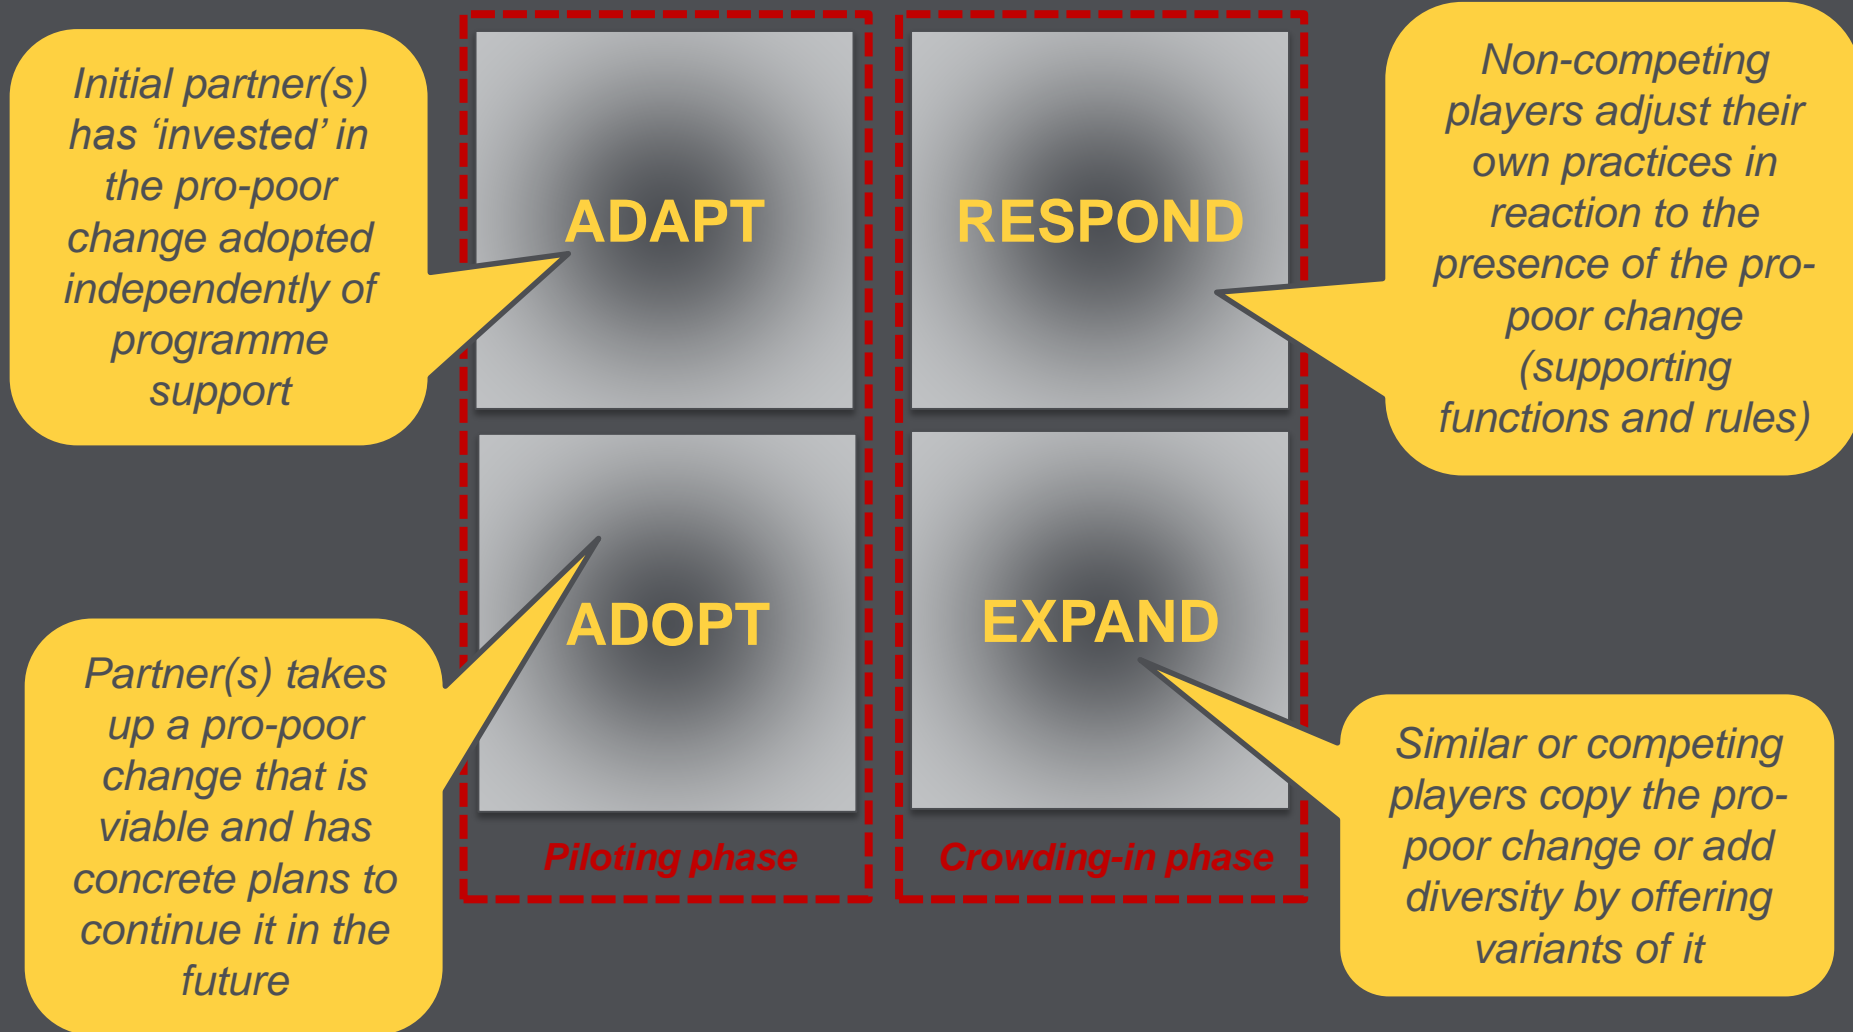 Initial partner(s)
has ‘invested’ in
the pro-poor
change adopted
independently of
programme
support
ADAPT
RESPOND
Non-competing
players adjust their
own practices in
reaction to the
presence of the pro-
poor change
(supporting
functions and rules)
Partner(s) takes
up a pro-poor
change that is
viable and has
concrete plans to
continue it in the
future
ADOPT
EXPAND
Similar or competing
players copy the pro-
poor change or add
diversity by offering
variants of it
Piloting phase
Crowding-in phase